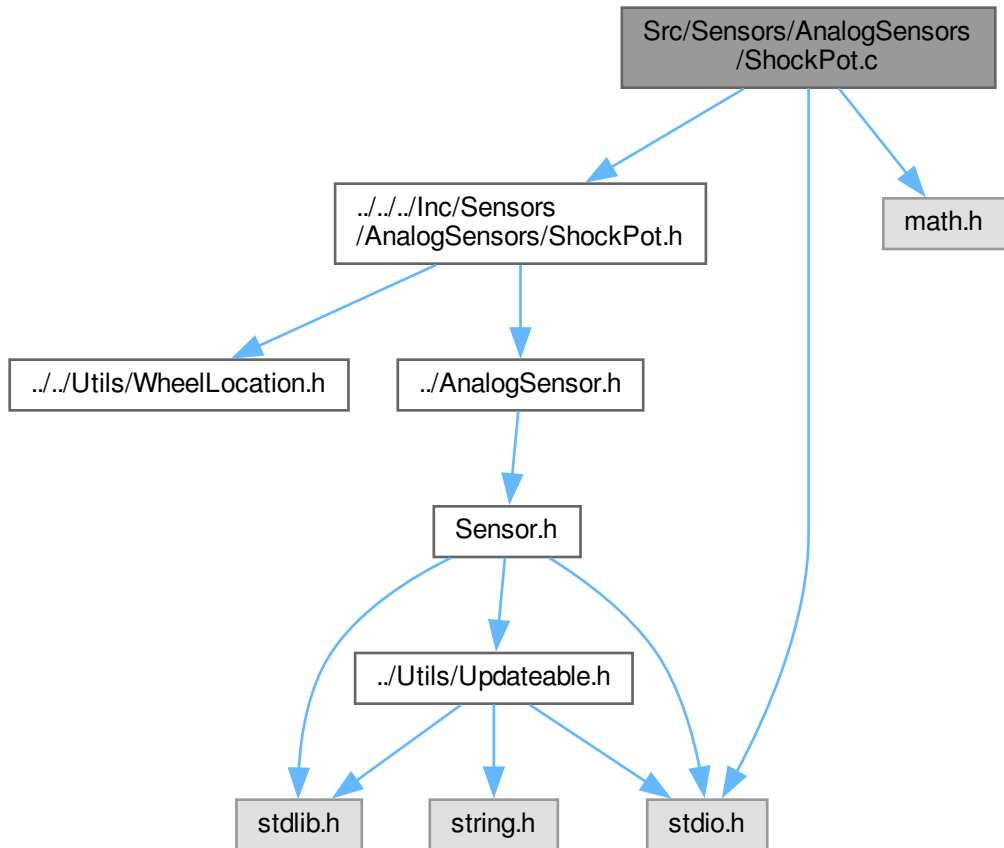 Src/Sensors/AnalogSensors
/ShockPot.c
../../../Inc/Sensors
/AnalogSensors/ShockPot.h
math.h
../../Utils/WheelLocation.h
../AnalogSensor.h
Sensor.h
../Utils/Updateable.h
stdlib.h
string.h
stdio.h